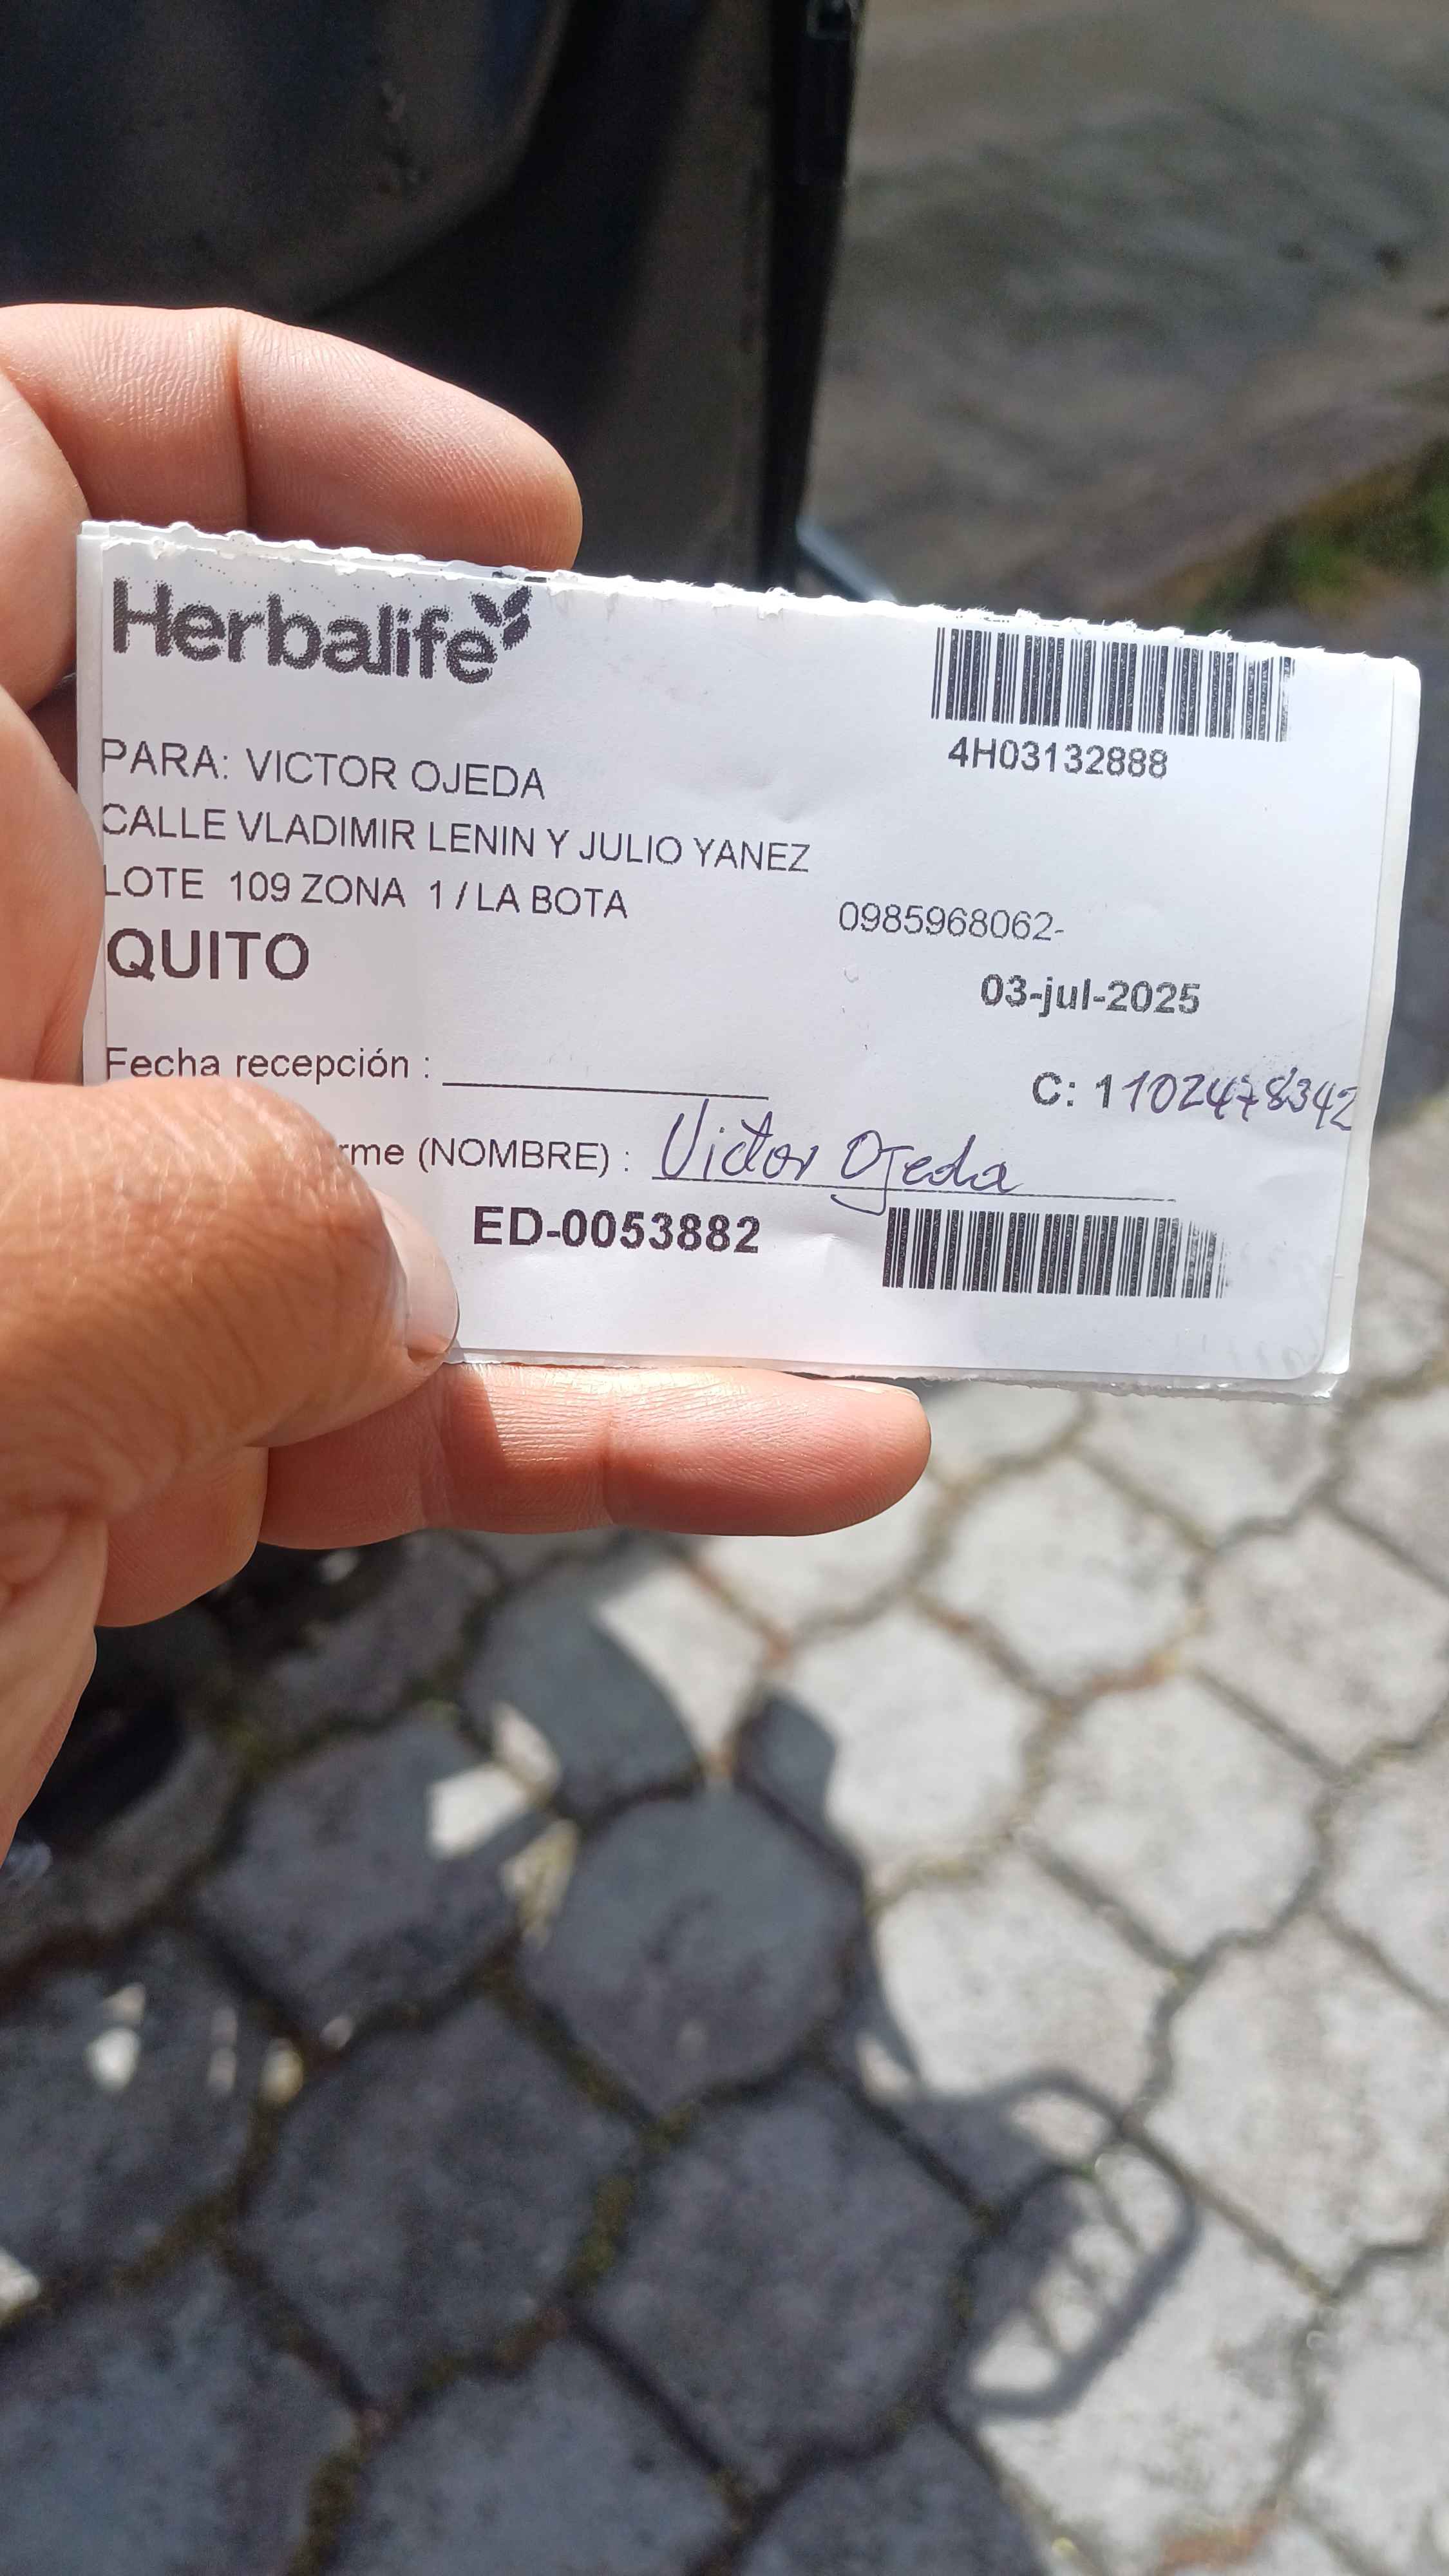 Herbalife
4H03132888
PARA: VICTOR OJEDA
CALLE VLADIMIR LENIN Y JULIO YANEZ
LOTE 109 ZONA 1 / LA BOTA
0985968062-
QUITO
03-jul-2025
Fecha recepción :
C: 1 1102478342
(NOMBRE) : Victor Ojeda
ED-0053882